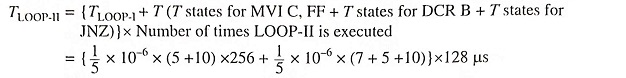 T_LOOP-II = {T_LOOP-I + T (T states for MVI C, FF + T states for DCR B + T states for
JNZ)}× Number of times LOOP-II is executed
= {1/5 × 10^-6 × (5 +10) ×256 + 1/5 × 10^-6 × (7 + 5 +10)}×128 μs